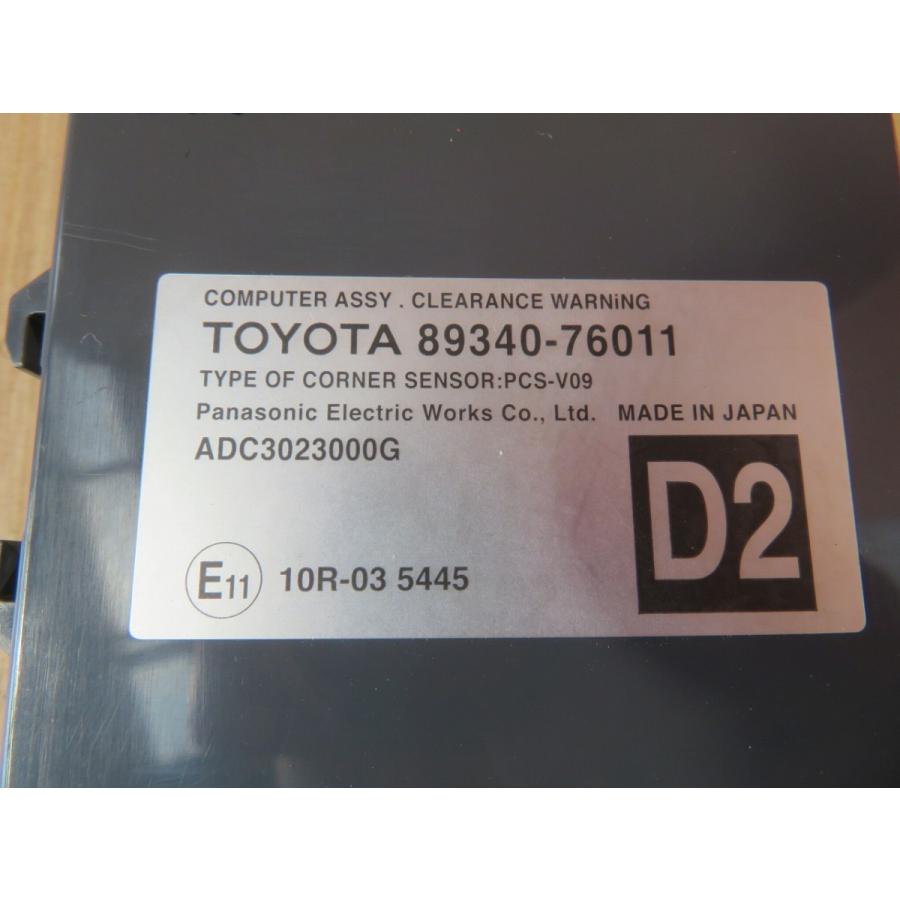 COMPUTER ASSY . CLEARANCE WARNiNG
TOYOTA 89340-76011
TYPE OF CORNER SENSOR:PCS-V09
Panasonic Electric Works Co., Ltd. MADE IN JAPAN
ADC3023000G
D2
E11 10R-03 5445